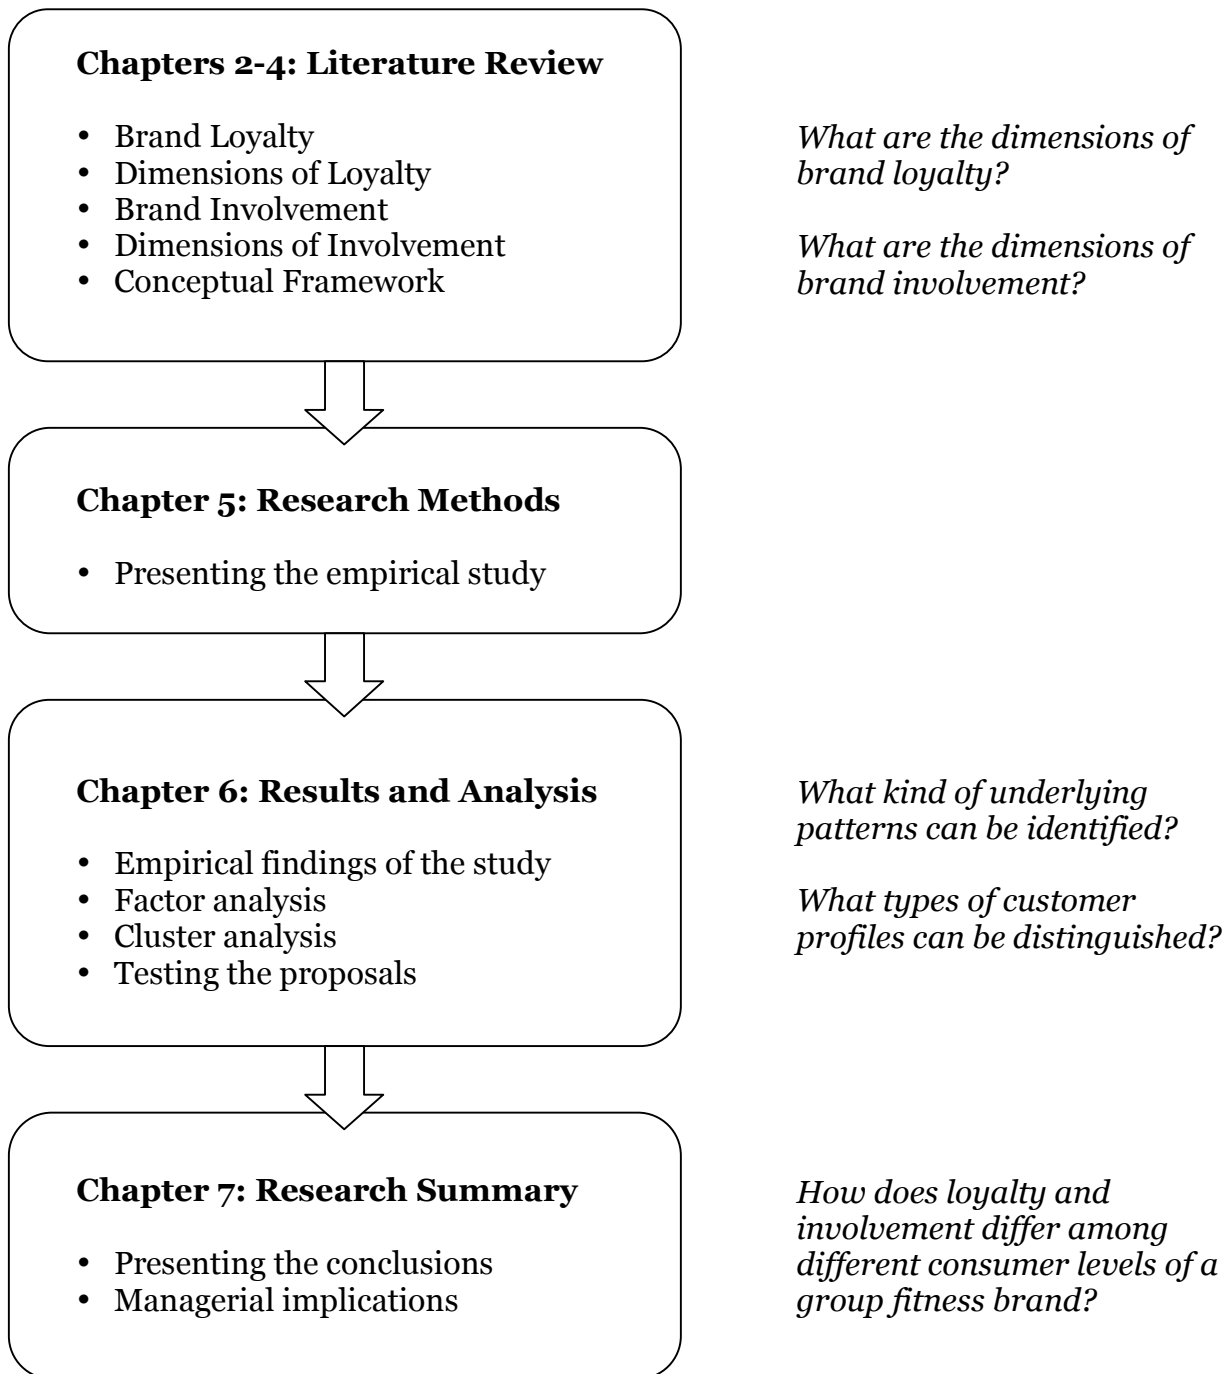 Chapters 2-4: Literature Review
• Brand Loyalty
• Dimensions of Loyalty
• Brand Involvement
• Dimensions of Involvement
• Conceptual Framework
What are the dimensions of
brand loyalty?
What are the dimensions of
brand involvement?
Chapter 5: Research Methods
• Presenting the empirical study
Chapter 6: Results and Analysis
• Empirical findings of the study
• Factor analysis
• Cluster analysis
• Testing the proposals
What kind of underlying
patterns can be identified?
What types of customer
profiles can be distinguished?
Chapter 7: Research Summary
• Presenting the conclusions
• Managerial implications
How does loyalty and
involvement differ among
different consumer levels of a
group fitness brand?